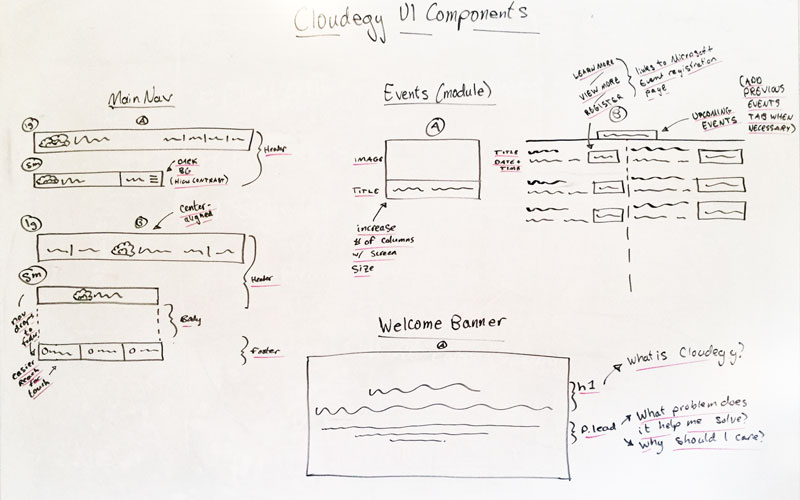 Cloudegy UI Components
Main Nav
A
lg
Header
sm
DARK
BG
(HIGH CONTRAST)
B
center-
aligned
lg
Header
Sm
nav
drops
to
Body
Footer
easier
reach
for
touch
Events (module)
A
IMAGE
TITLE
increase
# of columns
w/ screen
size
LEARN MORE
VIEW MORE
REGISTER
links to Microsoft
Event registration
page
B
UPCOMING
EVENTS
(ADD
PREVIOUS
EVENTS
TAB WHEN
NECESSARY)
TITLE
DATE +
TIME
Welcome Banner
A
h1
What is Cloudegy?
p.lead
What problem does
it help me solve?
Why should I care?